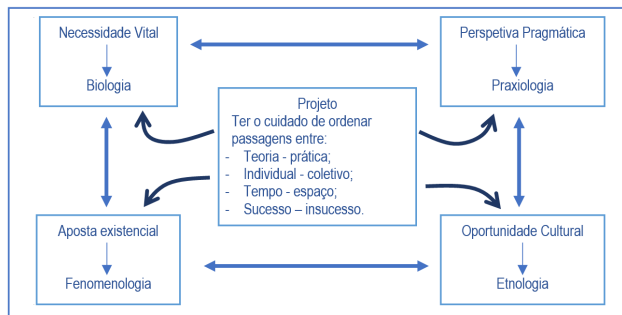 Necessidade Vital
Biologia
Perspetiva Pragmática
Praxiologia
Projeto
Ter o cuidado de ordenar
passagens entre:
- Teoria - prática;
- Individual - coletivo;
- Tempo - espaço;
- Sucesso – insucesso.
Aposta existencial
Fenomenologia
Oportunidade Cultural
Etnologia